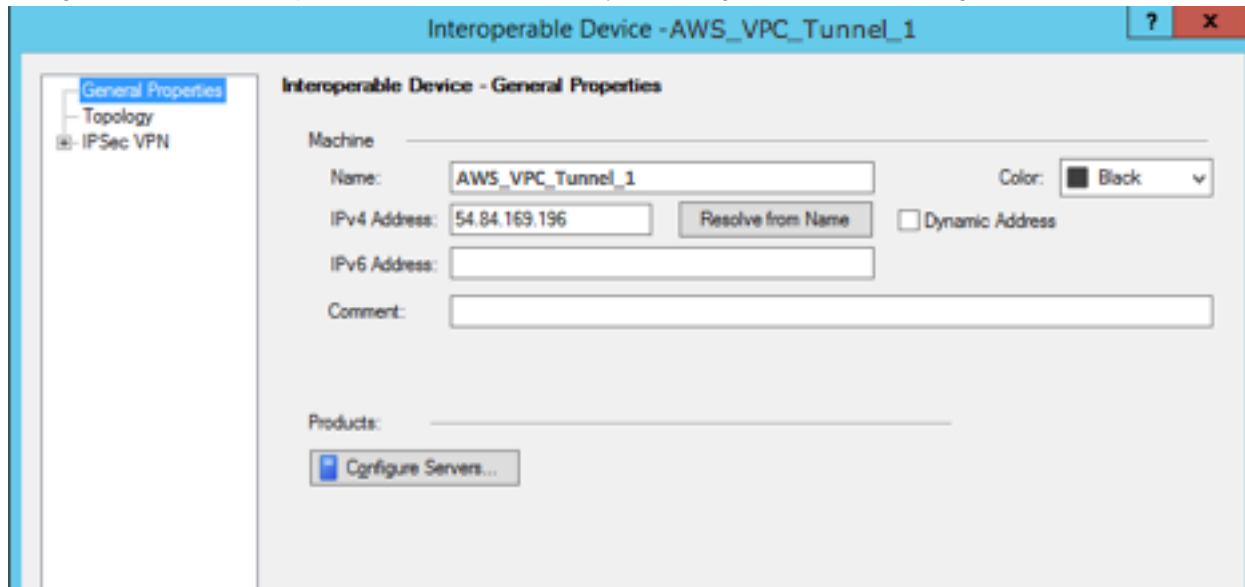 Interoperable Device -AWS_VPC_Tunnel_1
? x
General Properties
Topology
IPSec VPN
Interoperable Device - General Properties
Machine
Name: AWS_VPC_Tunnel_1 Color: Black
IPv4 Address: 54.84.169.196 Resolve from Name Dynamic Address
IPv6 Address:
Comment:
Products:
Configure Servers...